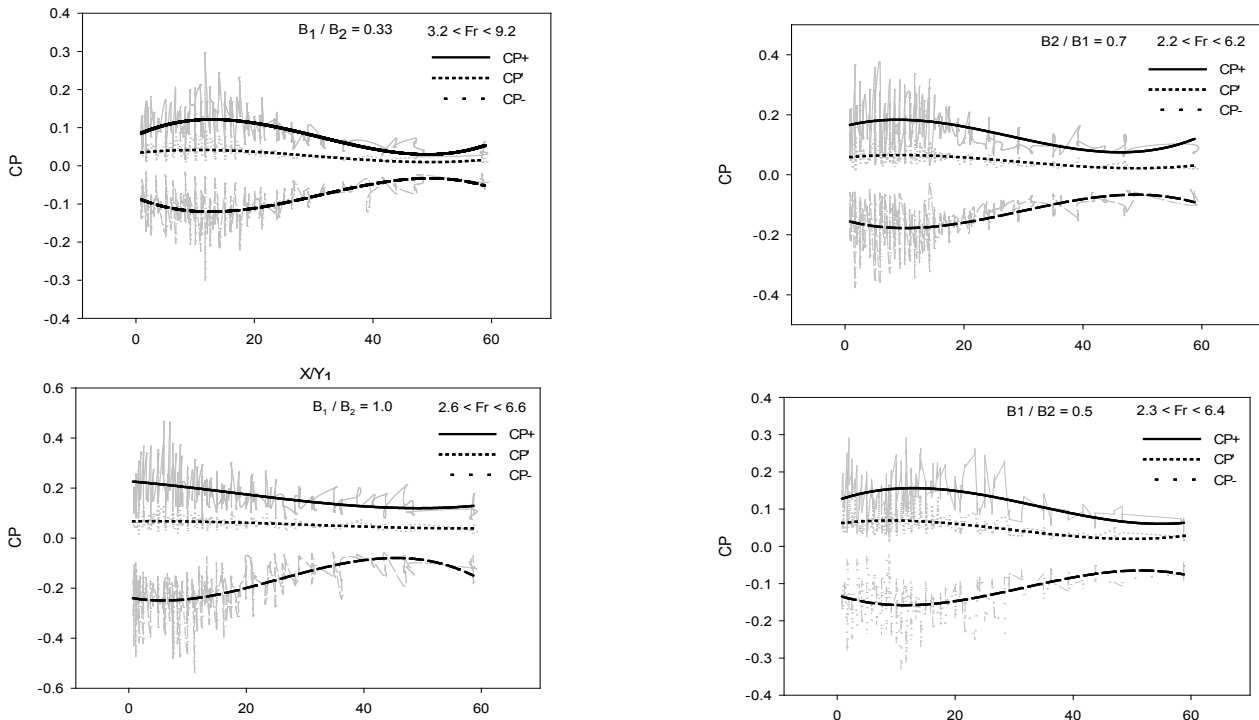 B1 / B2 = 0.33 3.2 < Fr < 9.2
CP+
CP'
CP-
0.4
0.3
0.2
0.1
0.0
-0.1
-0.2
-0.3
-0.4
CP
0 20 40 60
X/Y1
B2 / B1 = 0.7 2.2 < Fr < 6.2
CP+
CP'
CP-
0.4
0.2
0.0
-0.2
-0.4
CP
0 20 40 60
B1 / B2 = 1.0 2.6 < Fr < 6.6
CP+
CP'
CP-
0.6
0.4
0.2
0.0
-0.2
-0.4
-0.6
CP
0 20 40 60
B1 / B2 = 0.5 2.3 < Fr < 6.4
CP+
CP'
CP-
0.4
0.3
0.2
0.1
0.0
-0.1
-0.2
-0.3
-0.4
CP
0 20 40 60